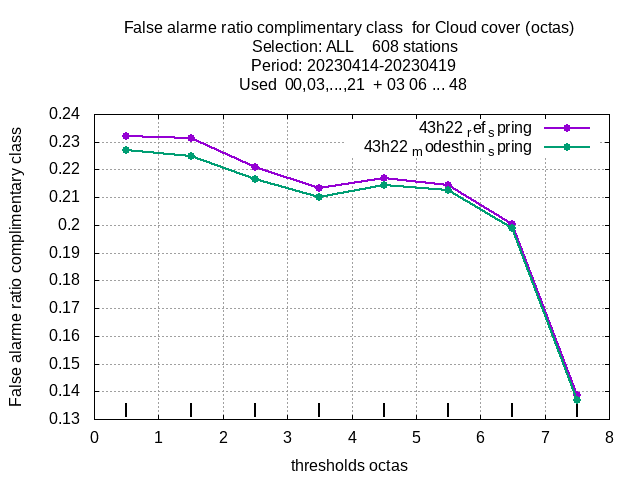 False alarme ratio complimentary class  for Cloud cover (octas)
Selection: ALL    608 stations
Period: 20230414-20230419
Used  00,03,...,21  + 03 06 ... 48
43h22 ref spring
43h22 modesthin spring
False alarme ratio complimentary class
0.24
0.23
0.22
0.21
0.2
0.19
0.18
0.17
0.16
0.15
0.14
0.13
0 1 2 3 4 5 6 7 8
thresholds octas